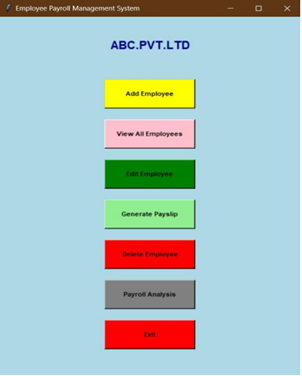 Employee Payroll Management System
ABC.PVT.LTD
Add Employee
View All Employees
Edit Employee
Generate Payslip
Delete Employee
Payroll Analysis
Exit